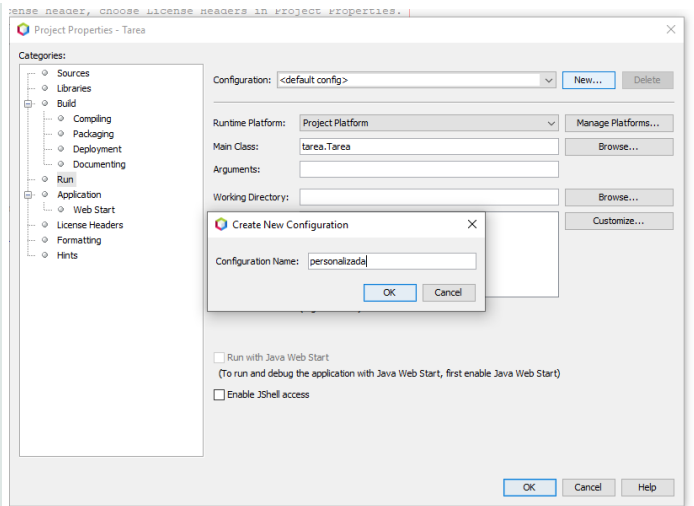 ense header, choose License Headers in Project Properties.
Project Properties - Tarea
Categories:
Sources
Libraries
Build
Compiling
Packaging
Deployment
Documenting
Run
Application
Web Start
License Headers
Formatting
Hints
Configuration: <default config> New... Delete
Runtime Platform: Project Platform Manage Platforms...
Main Class: tarea.Tarea Browse...
Arguments:
Working Directory: Browse...
Customize...
Create New Configuration
Configuration Name: personalizada
OK Cancel
Run with Java Web Start
(To run and debug the application with Java Web Start, first enable Java Web Start)
Enable JShell access
OK Cancel Help